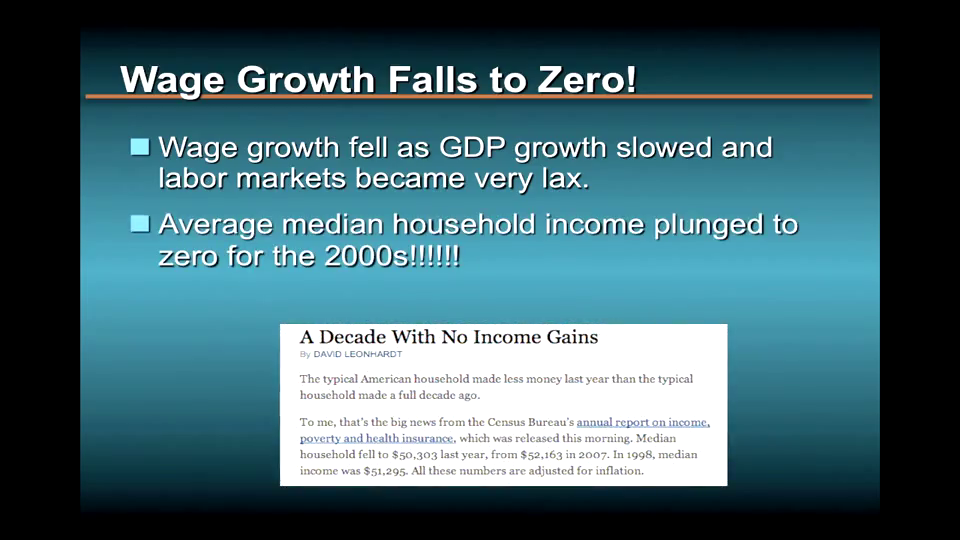 Wage Growth Falls to Zero!
Wage growth fell as GDP growth slowed and
labor markets became very lax.
Average median household income plunged to
zero for the 2000s!!!!!!
A Decade With No Income Gains
By DAVID LEONHARDT
The typical American household made less money last year than the typical
household made a full decade ago.
To me, that's the big news from the Census Bureau's annual report on income,
poverty and health insurance, which was released this morning. Median
household fell to $50,303 last year, from $52,163 in 2007. In 1998, median
income was $51,295. All these numbers are adjusted for inflation.